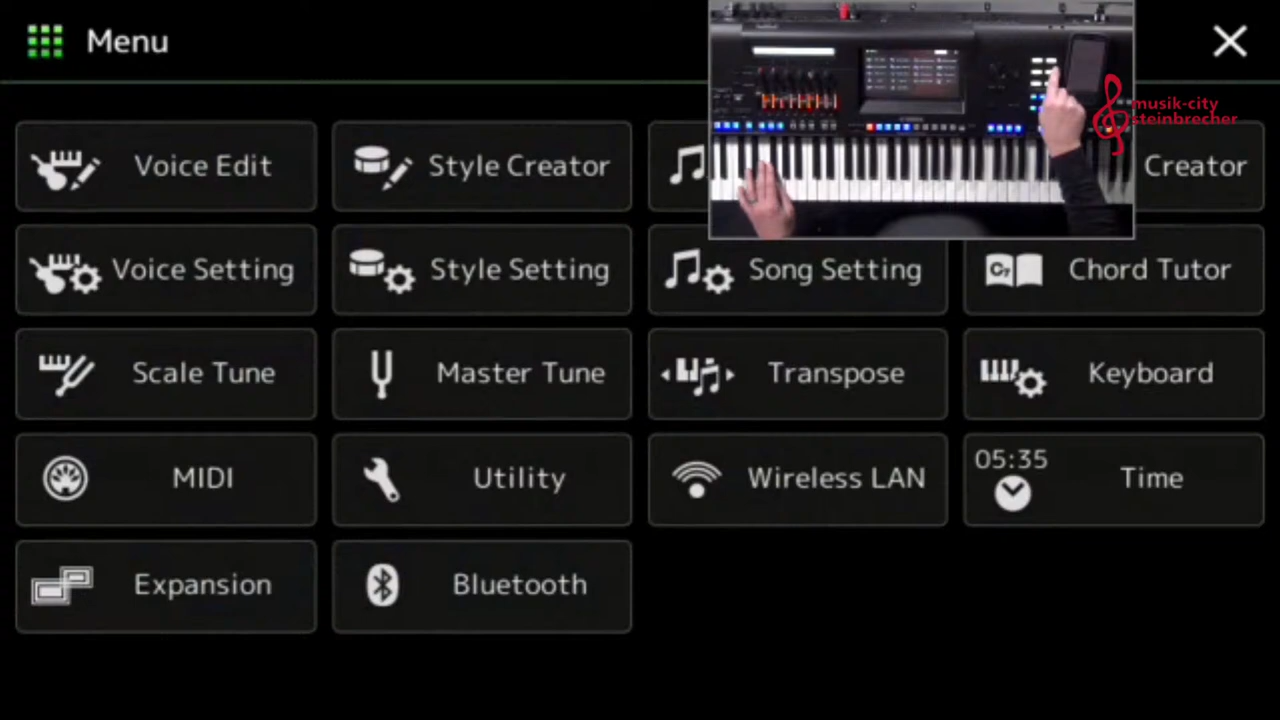 Menu
Voice Edit
Style Creator
Creator
musik-city
steinbrecher
Voice Setting
Style Setting
Song Setting
C7
Chord Tutor
Scale Tune
Master Tune
Transpose
Keyboard
MIDI
Utility
Wireless LAN
05:35
Time
Expansion
Bluetooth